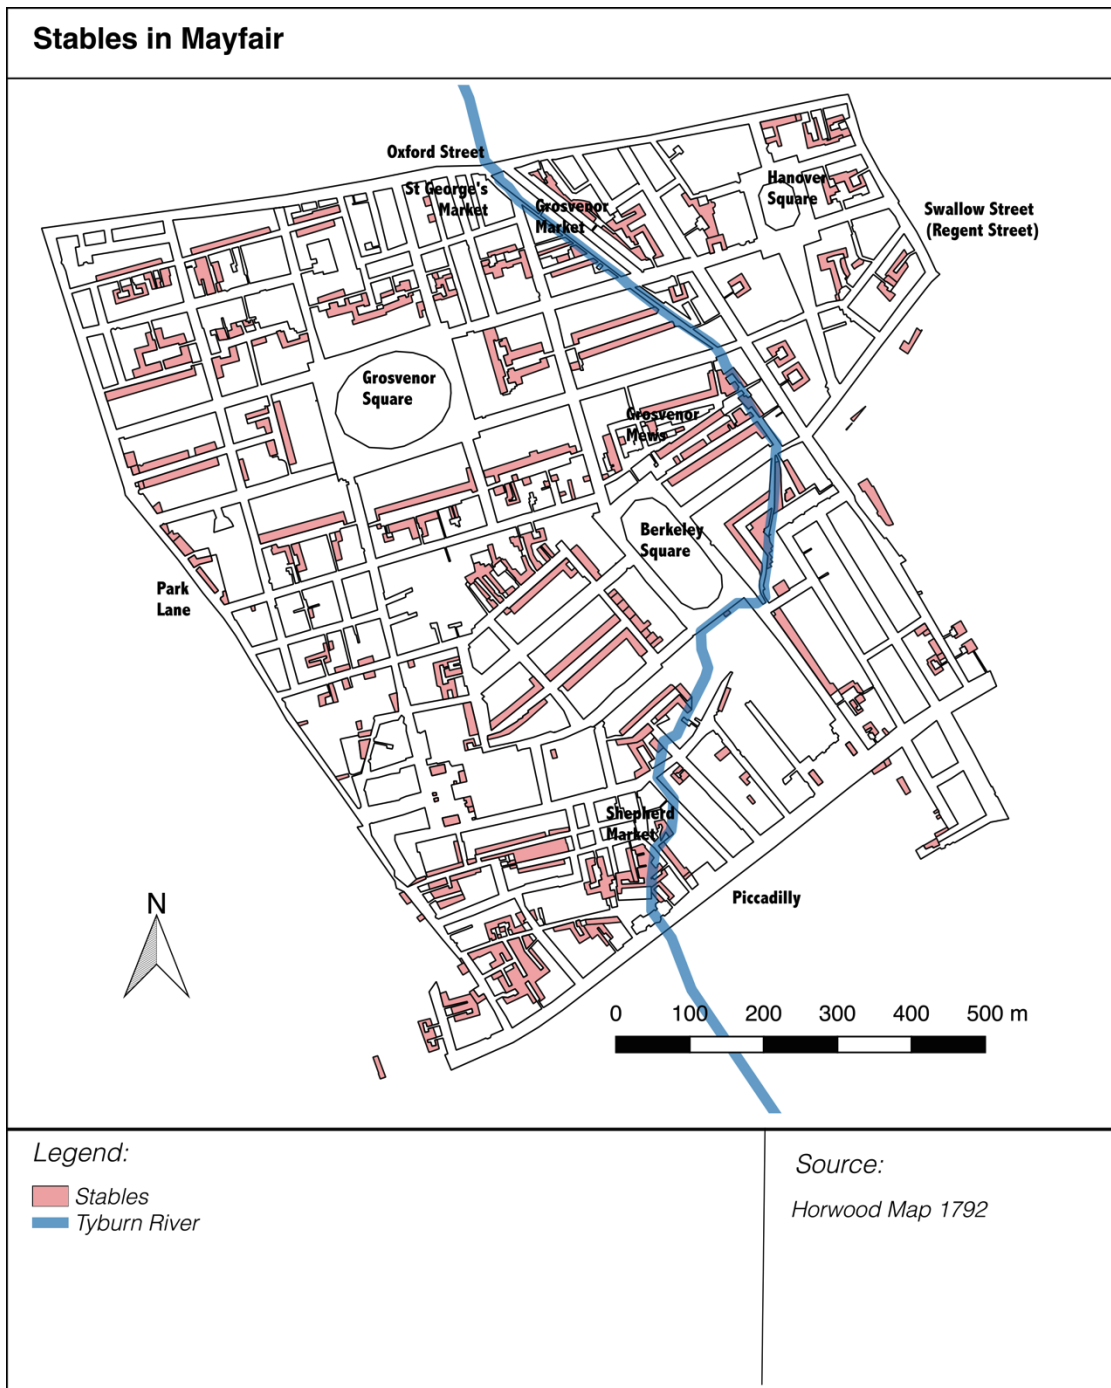 Stables in Mayfair
Oxford Street
St George's
Market
Grosvenor
Market
Hanover
Square
Swallow Street
(Regent Street)
Grosvenor
Square
Grosvenor
Mews
Berkeley
Square
Park
Lane
Shepherd
Market
Piccadilly
N
0 100 200 300 400 500 m
Legend:
Stables
Tyburn River
Source:
Horwood Map 1792